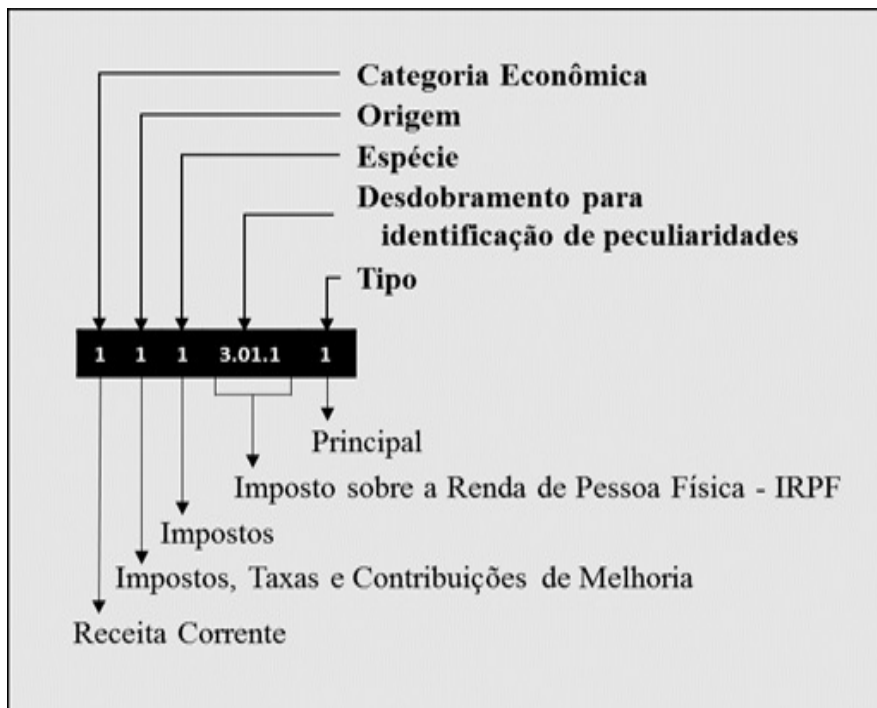 Categoria Econômica
Origem
Espécie
Desdobramento para
identificação de peculiaridades
Tipo
1 1 1 3.01.1 1
Principal
Imposto sobre a Renda de Pessoa Física - IRPF
Impostos
Impostos, Taxas e Contribuições de Melhoria
Receita Corrente